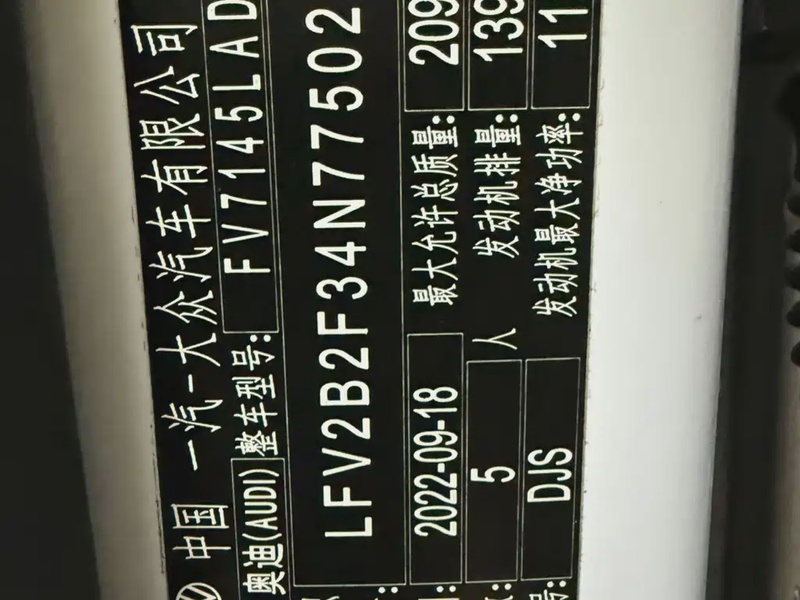 中国 一汽-大众汽车有限公司
奥迪(AUDI) 整车型号: FV7145LAD
LFV2B2F34N77502
2022-09-18 最大允许总质量: 209
5 人 发动机排量: 139
DJS 发动机最大净功率: 11